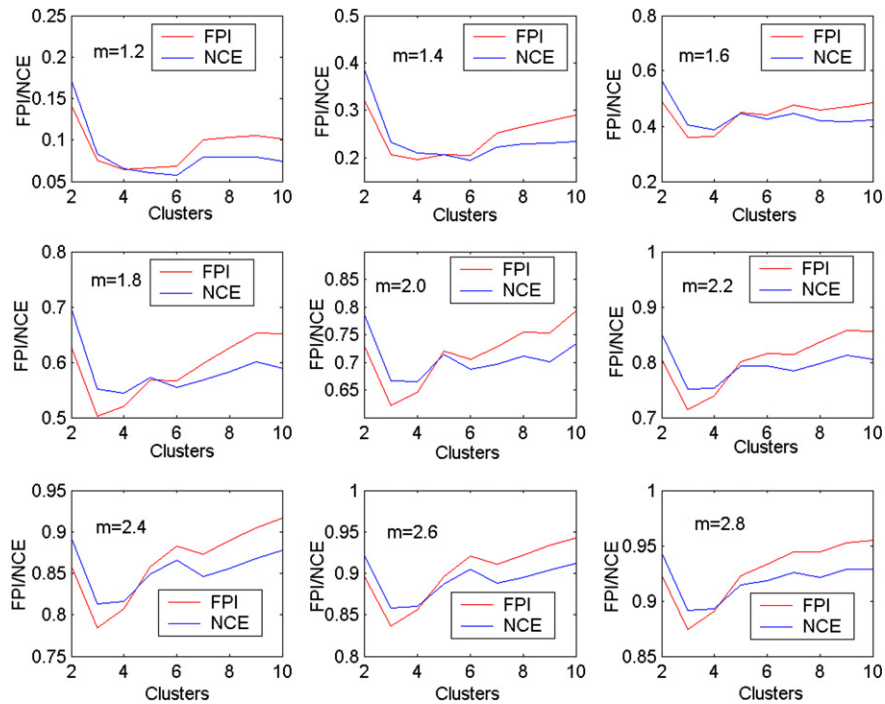 0.25
0.2
0.15
0.1
0.05
FPI/NCE
m=1.2
FPI
NCE
2 4 6 8 10
Clusters
0.5
0.4
0.3
0.2
FPI/NCE
m=1.4
FPI
NCE
2 4 6 8 10
Clusters
0.8
0.6
0.4
0.2
FPI/NCE
m=1.6
FPI
NCE
2 4 6 8 10
Clusters
0.8
0.7
0.6
0.5
FPI/NCE
m=1.8
FPI
NCE
2 4 6 8 10
Clusters
0.85
0.8
0.75
0.7
0.65
FPI/NCE
m=2.0
FPI
NCE
2 4 6 8 10
Clusters
1
0.9
0.8
0.7
FPI/NCE
m=2.2
FPI
NCE
2 4 6 8 10
Clusters
0.95
0.9
0.85
0.8
0.75
FPI/NCE
m=2.4
FPI
NCE
2 4 6 8 10
Clusters
1
0.95
0.9
0.85
0.8
FPI/NCE
m=2.6
FPI
NCE
2 4 6 8 10
Clusters
1
0.95
0.9
0.85
FPI/NCE
m=2.8
FPI
NCE
2 4 6 8 10
Clusters